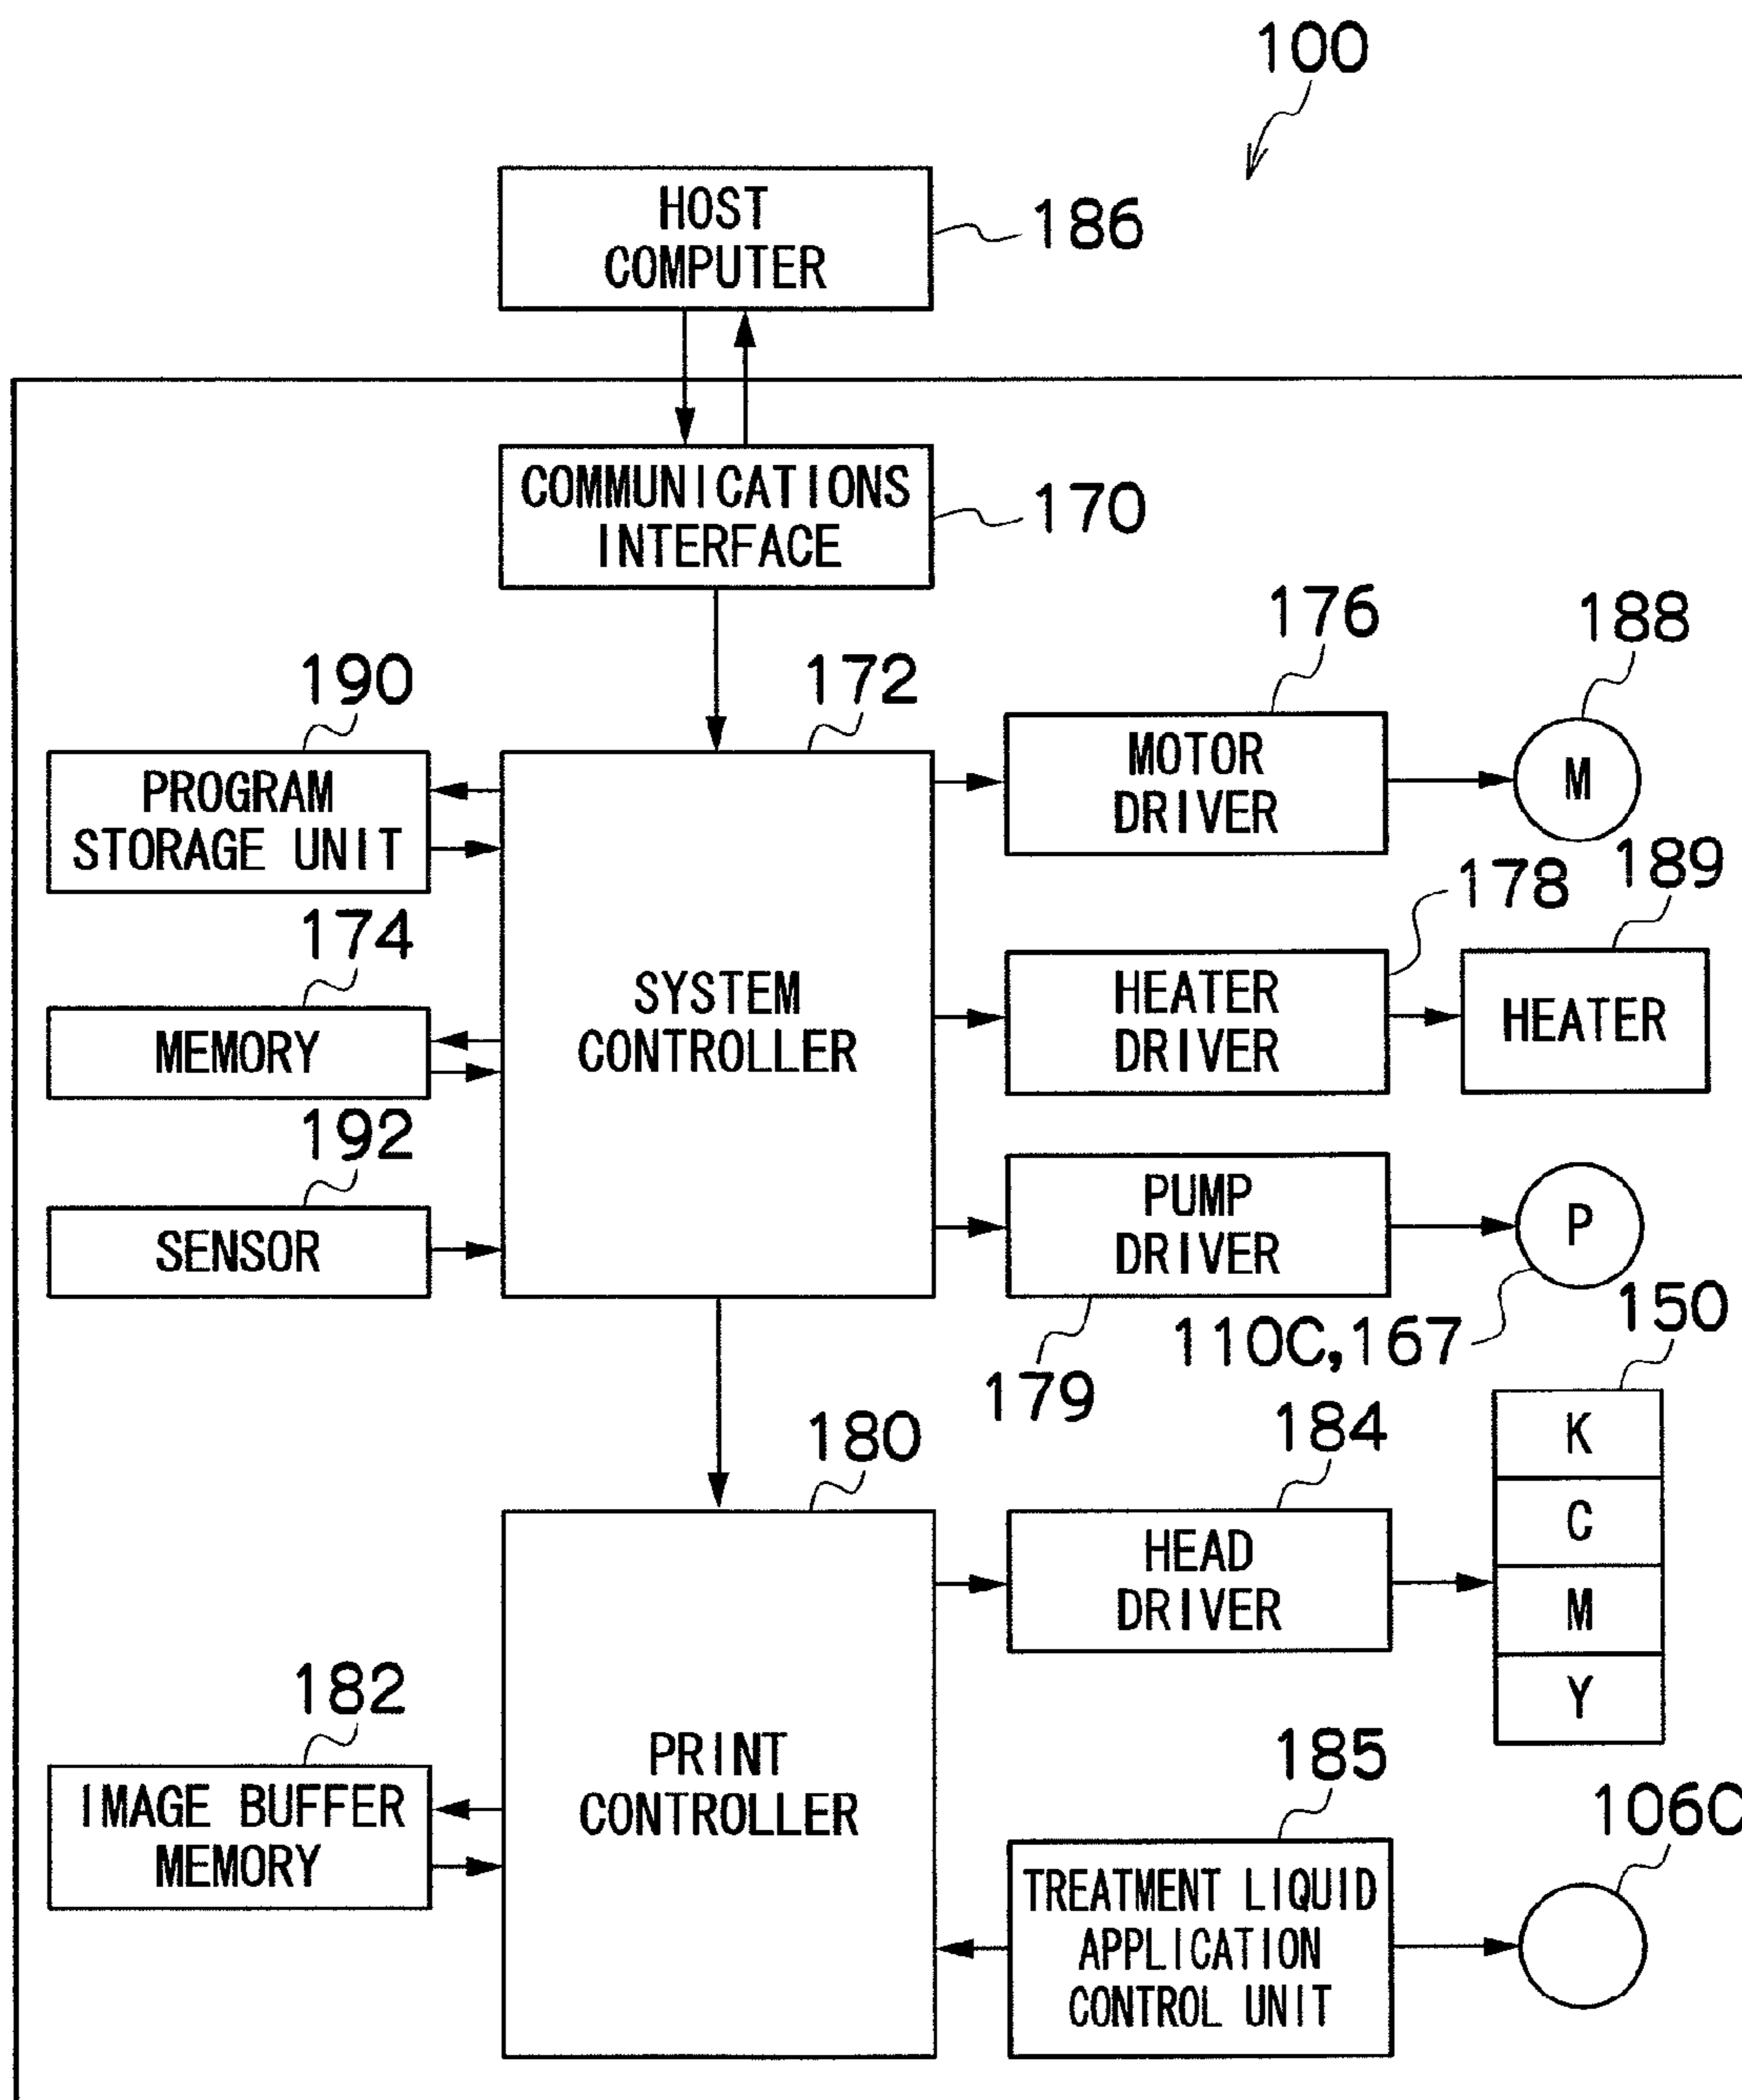 100
HOST
COMPUTER
186
COMMUNICATIONS
INTERFACE
170
176
188
190
172
PROGRAM
STORAGE UNIT
MOTOR
DRIVER
M
178
189
174
MEMORY
SYSTEM
CONTROLLER
HEATER
DRIVER
HEATER
192
SENSOR
PUMP
DRIVER
P
110C,167
150
179
180
184
K
C
M
Y
HEAD
DRIVER
182
IMAGE BUFFER
MEMORY
PRINT
CONTROLLER
185
106C
TREATMENT LIQUID
APPLICATION
CONTROL UNIT